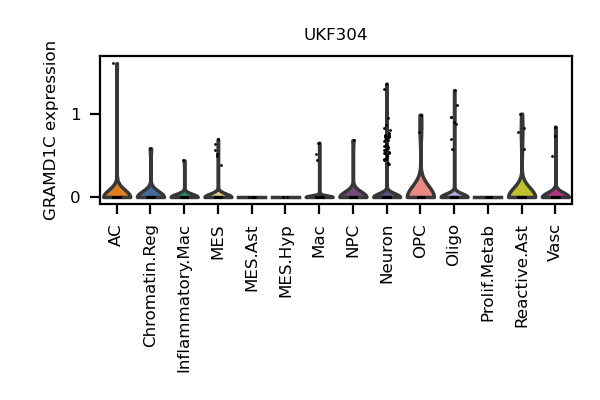 UKF304
GRAMD1C expression
1
0
AC
Chromatin.Reg
Inflammatory.Mac
MES
MES.Ast
MES.Hyp
Mac
NPC
Neuron
OPC
Oligo
Prolif.Metab
Reactive.Ast
Vasc